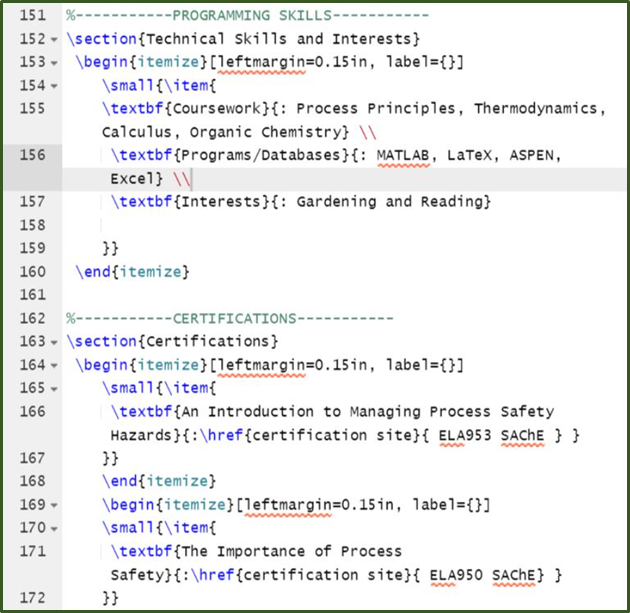 151 %-----------PROGRAMMING SKILLS-----------
152 \section{Technical Skills and Interests}
153 \begin{itemize}[leftmargin=0.15in, label={}]
154 \small{\item{
155 \textbf{Coursework}{: Process Principles, Thermodynamics,
Calculus, Organic Chemistry} \\
156 \textbf{Programs/Databases}{: MATLAB, LaTeX, ASPEN,
Excel} \\
157 \textbf{Interests}{: Gardening and Reading}
158
159 }}
160 \end{itemize}
161
162 %-----------CERTIFICATIONS-----------
163 \section{Certifications}
164 \begin{itemize}[leftmargin=0.15in, label={}]
165 \small{\item{
166 \textbf{An Introduction to Managing Process Safety
Hazards}{:\href{certification site}{ ELA953 SAChE } }
167 }}
168 \end{itemize}
169 \begin{itemize}[leftmargin=0.15in, label={}]
170 \small{\item{
171 \textbf{The Importance of Process
Safety}{:\href{certification site}{ ELA950 SAChE} }
172 }}